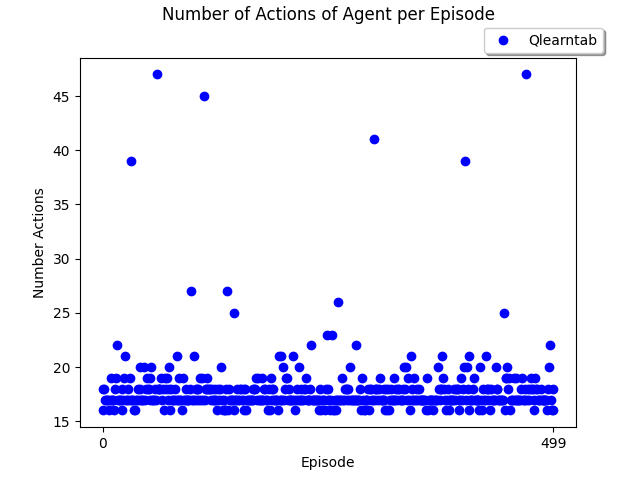 Number of Actions of Agent per Episode
Qlearntab
45
40
35
30
25
20
15
Number Actions
0
499
Episode